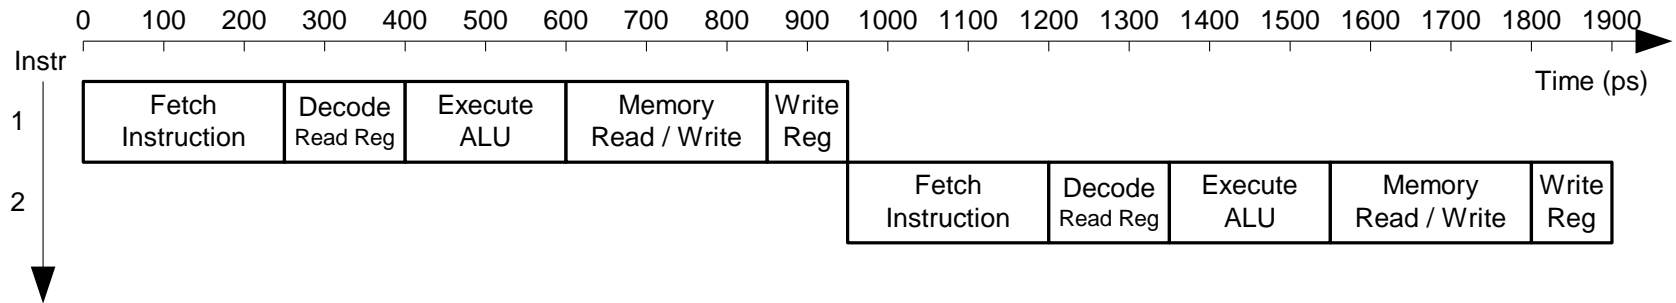 0 100 200 300 400 500 600 700 800 900 1000 1100 1200 1300 1400 1500 1600 1700 1800 1900
Instr
Time (ps)
1
Fetch
Instruction
Decode
Read Reg
Execute
ALU
Memory
Read / Write
Write
Reg
2
Fetch
Instruction
Decode
Read Reg
Execute
ALU
Memory
Read / Write
Write
Reg